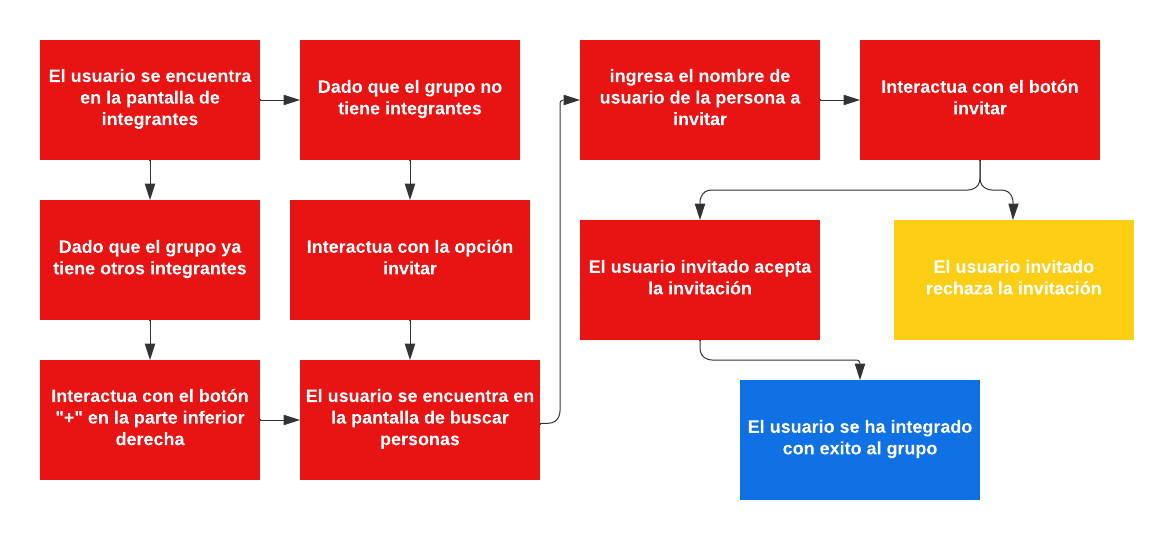 El usuario se encuentra
en la pantalla de
integrantes
Dado que el grupo no
tiene integrantes
ingresa el nombre de
usuario de la persona a
invitar
Interactua con el botón
invitar
Dado que el grupo ya
tiene otros integrantes
Interactua con la opción
invitar
El usuario invitado acepta
la invitación
El usuario invitado
rechaza la invitación
Interactua con el botón
"+" en la parte inferior
derecha
El usuario se encuentra en
la pantalla de buscar
personas
El usuario se ha integrado
con exito al grupo